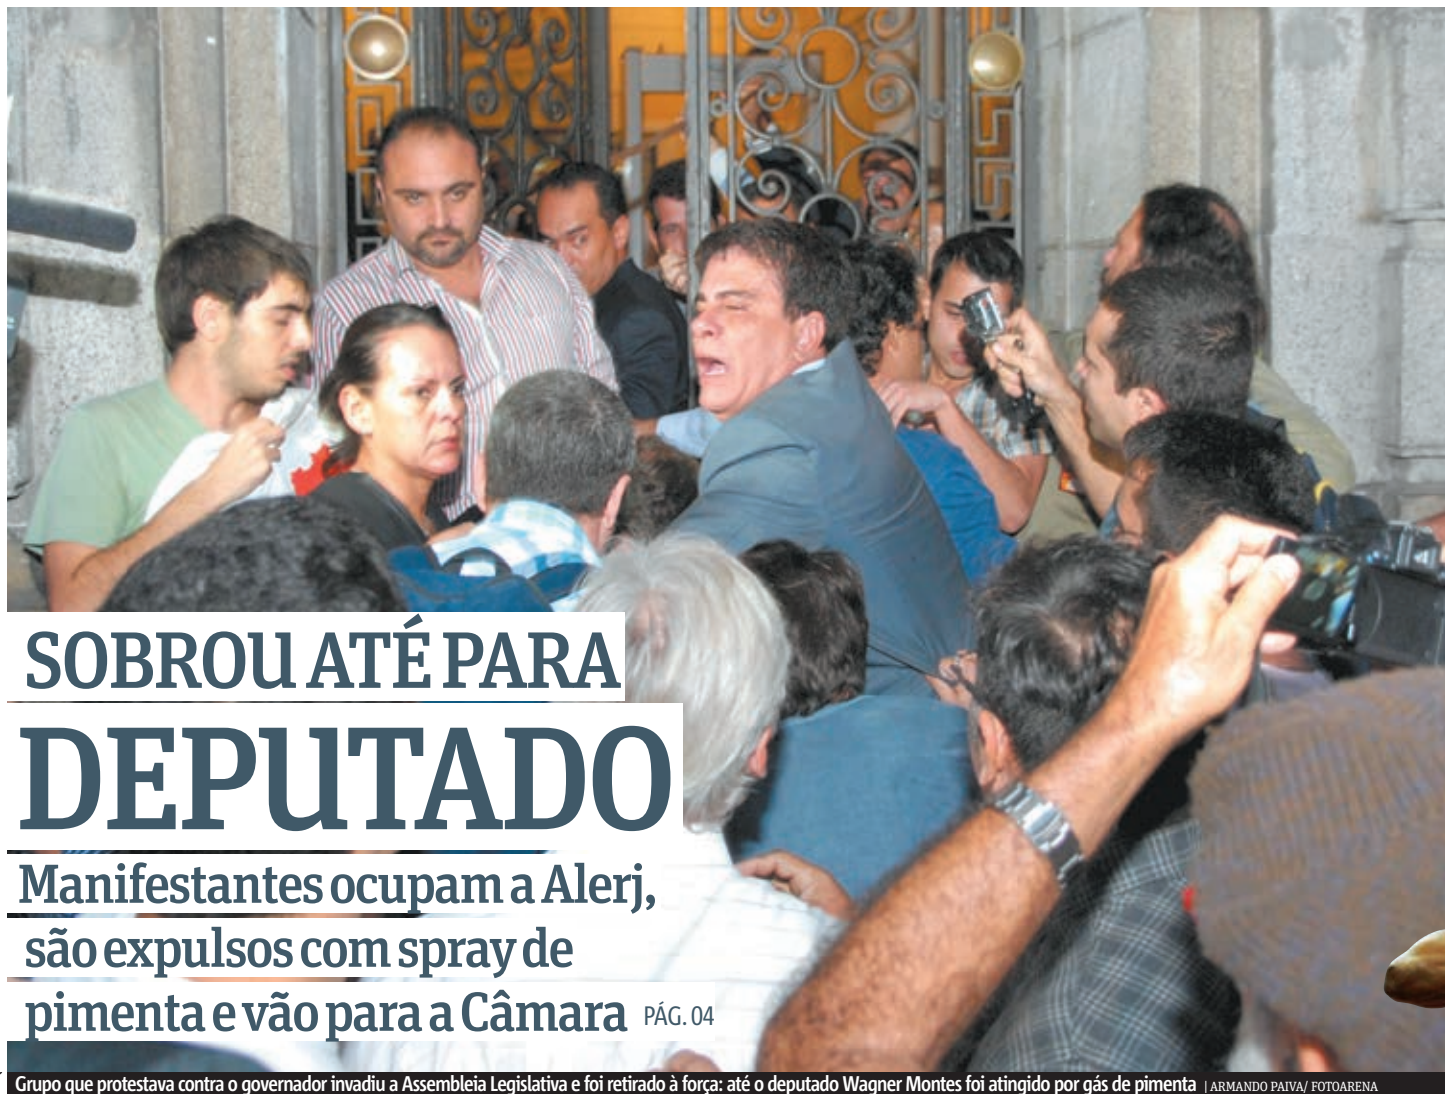 SOBROU ATÉ PARA
DEPUTADO
Manifestantes ocupam a Alerj,
são expulsos com spray de
pimenta e vão para a Câmara PÁG. 04
Grupo que protestava contra o governador invadiu a Assembleia Legislativa e foi retirado à força: até o deputado Wagner Montes foi atingido por gás de pimenta | ARMANDO PAIVA/ FOTOARENA